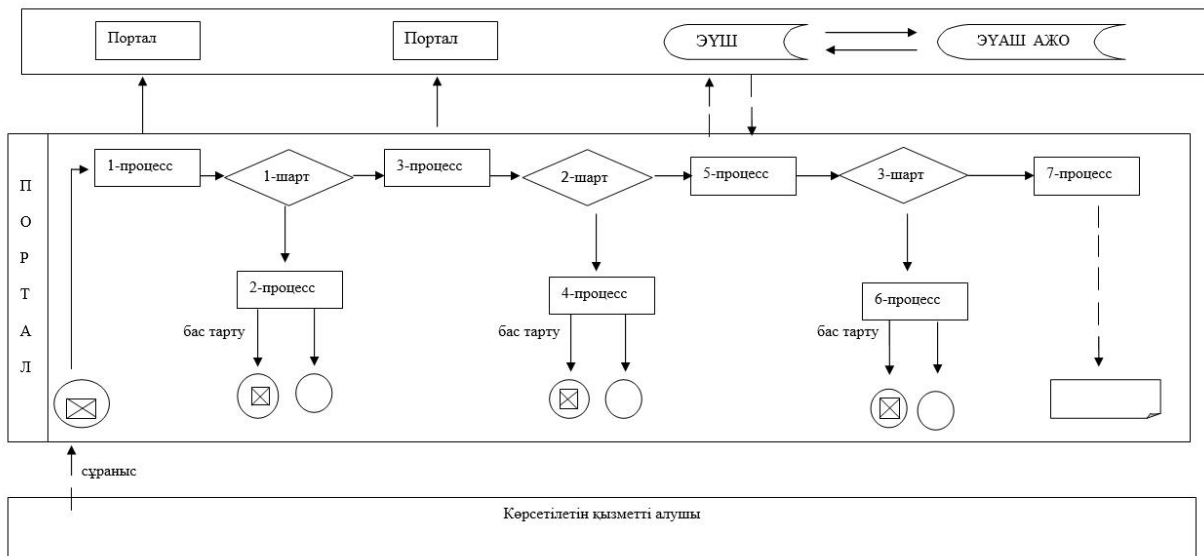 Портал
Портал
ЭҮШ
ЭҮАШ АЖО
ПОРТАЛ
1-процесс
1-шарт
3-процесс
2-шарт
5-процесс
3-шарт
7-процесс
2-процесс
4-процесс
6-процесс
бас тарту
бас тарту
бас тарту
сұраныс
Көрсетілетін қызметті алушы